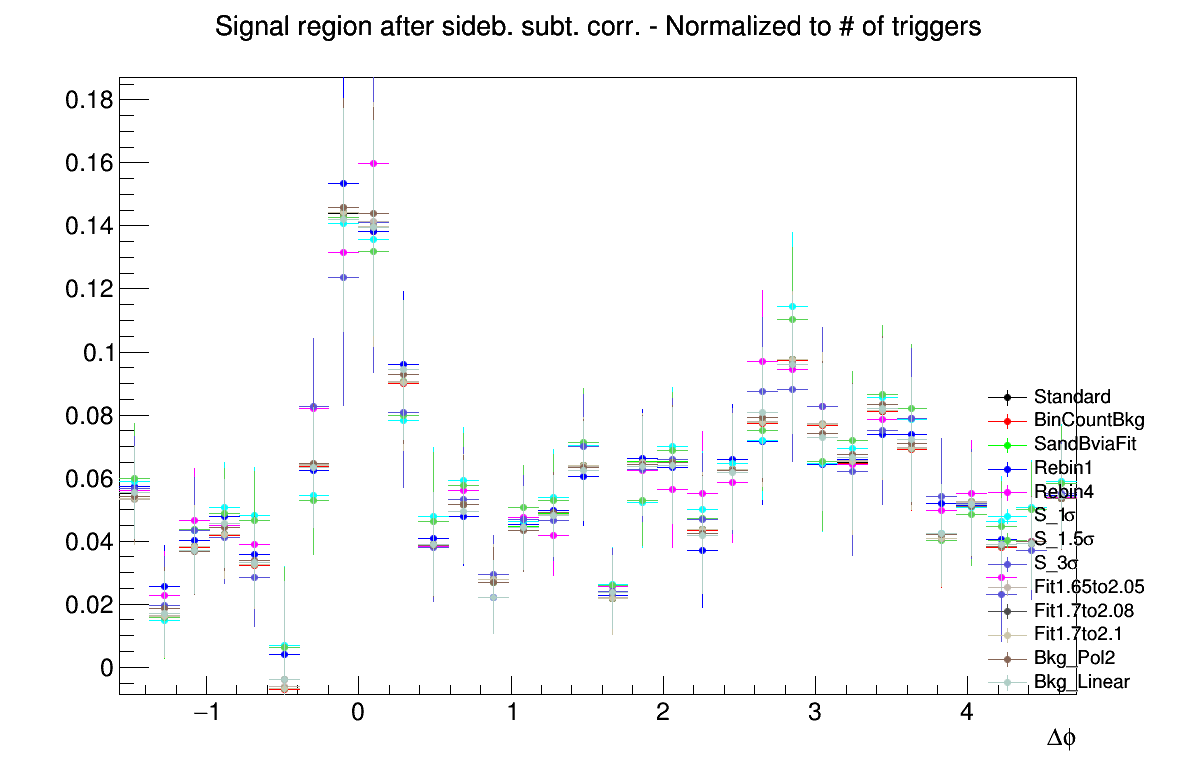 Signal region after sideb. subt. corr. - Normalized to # of triggers
0.18
0.16
0.14
0.12
0.1
0.08
0.06
0.04
0.02
0
Standard
BinCountBkg
SandBviaFit
Rebin1
Rebin4
S_1σ
S_1.5σ
S_3σ
Fit1.65to2.05
Fit1.7to2.08
Fit1.7to2.1
Bkg_Pol2
Bkg_Linear
−1 0 1 2 3 4
Δϕ